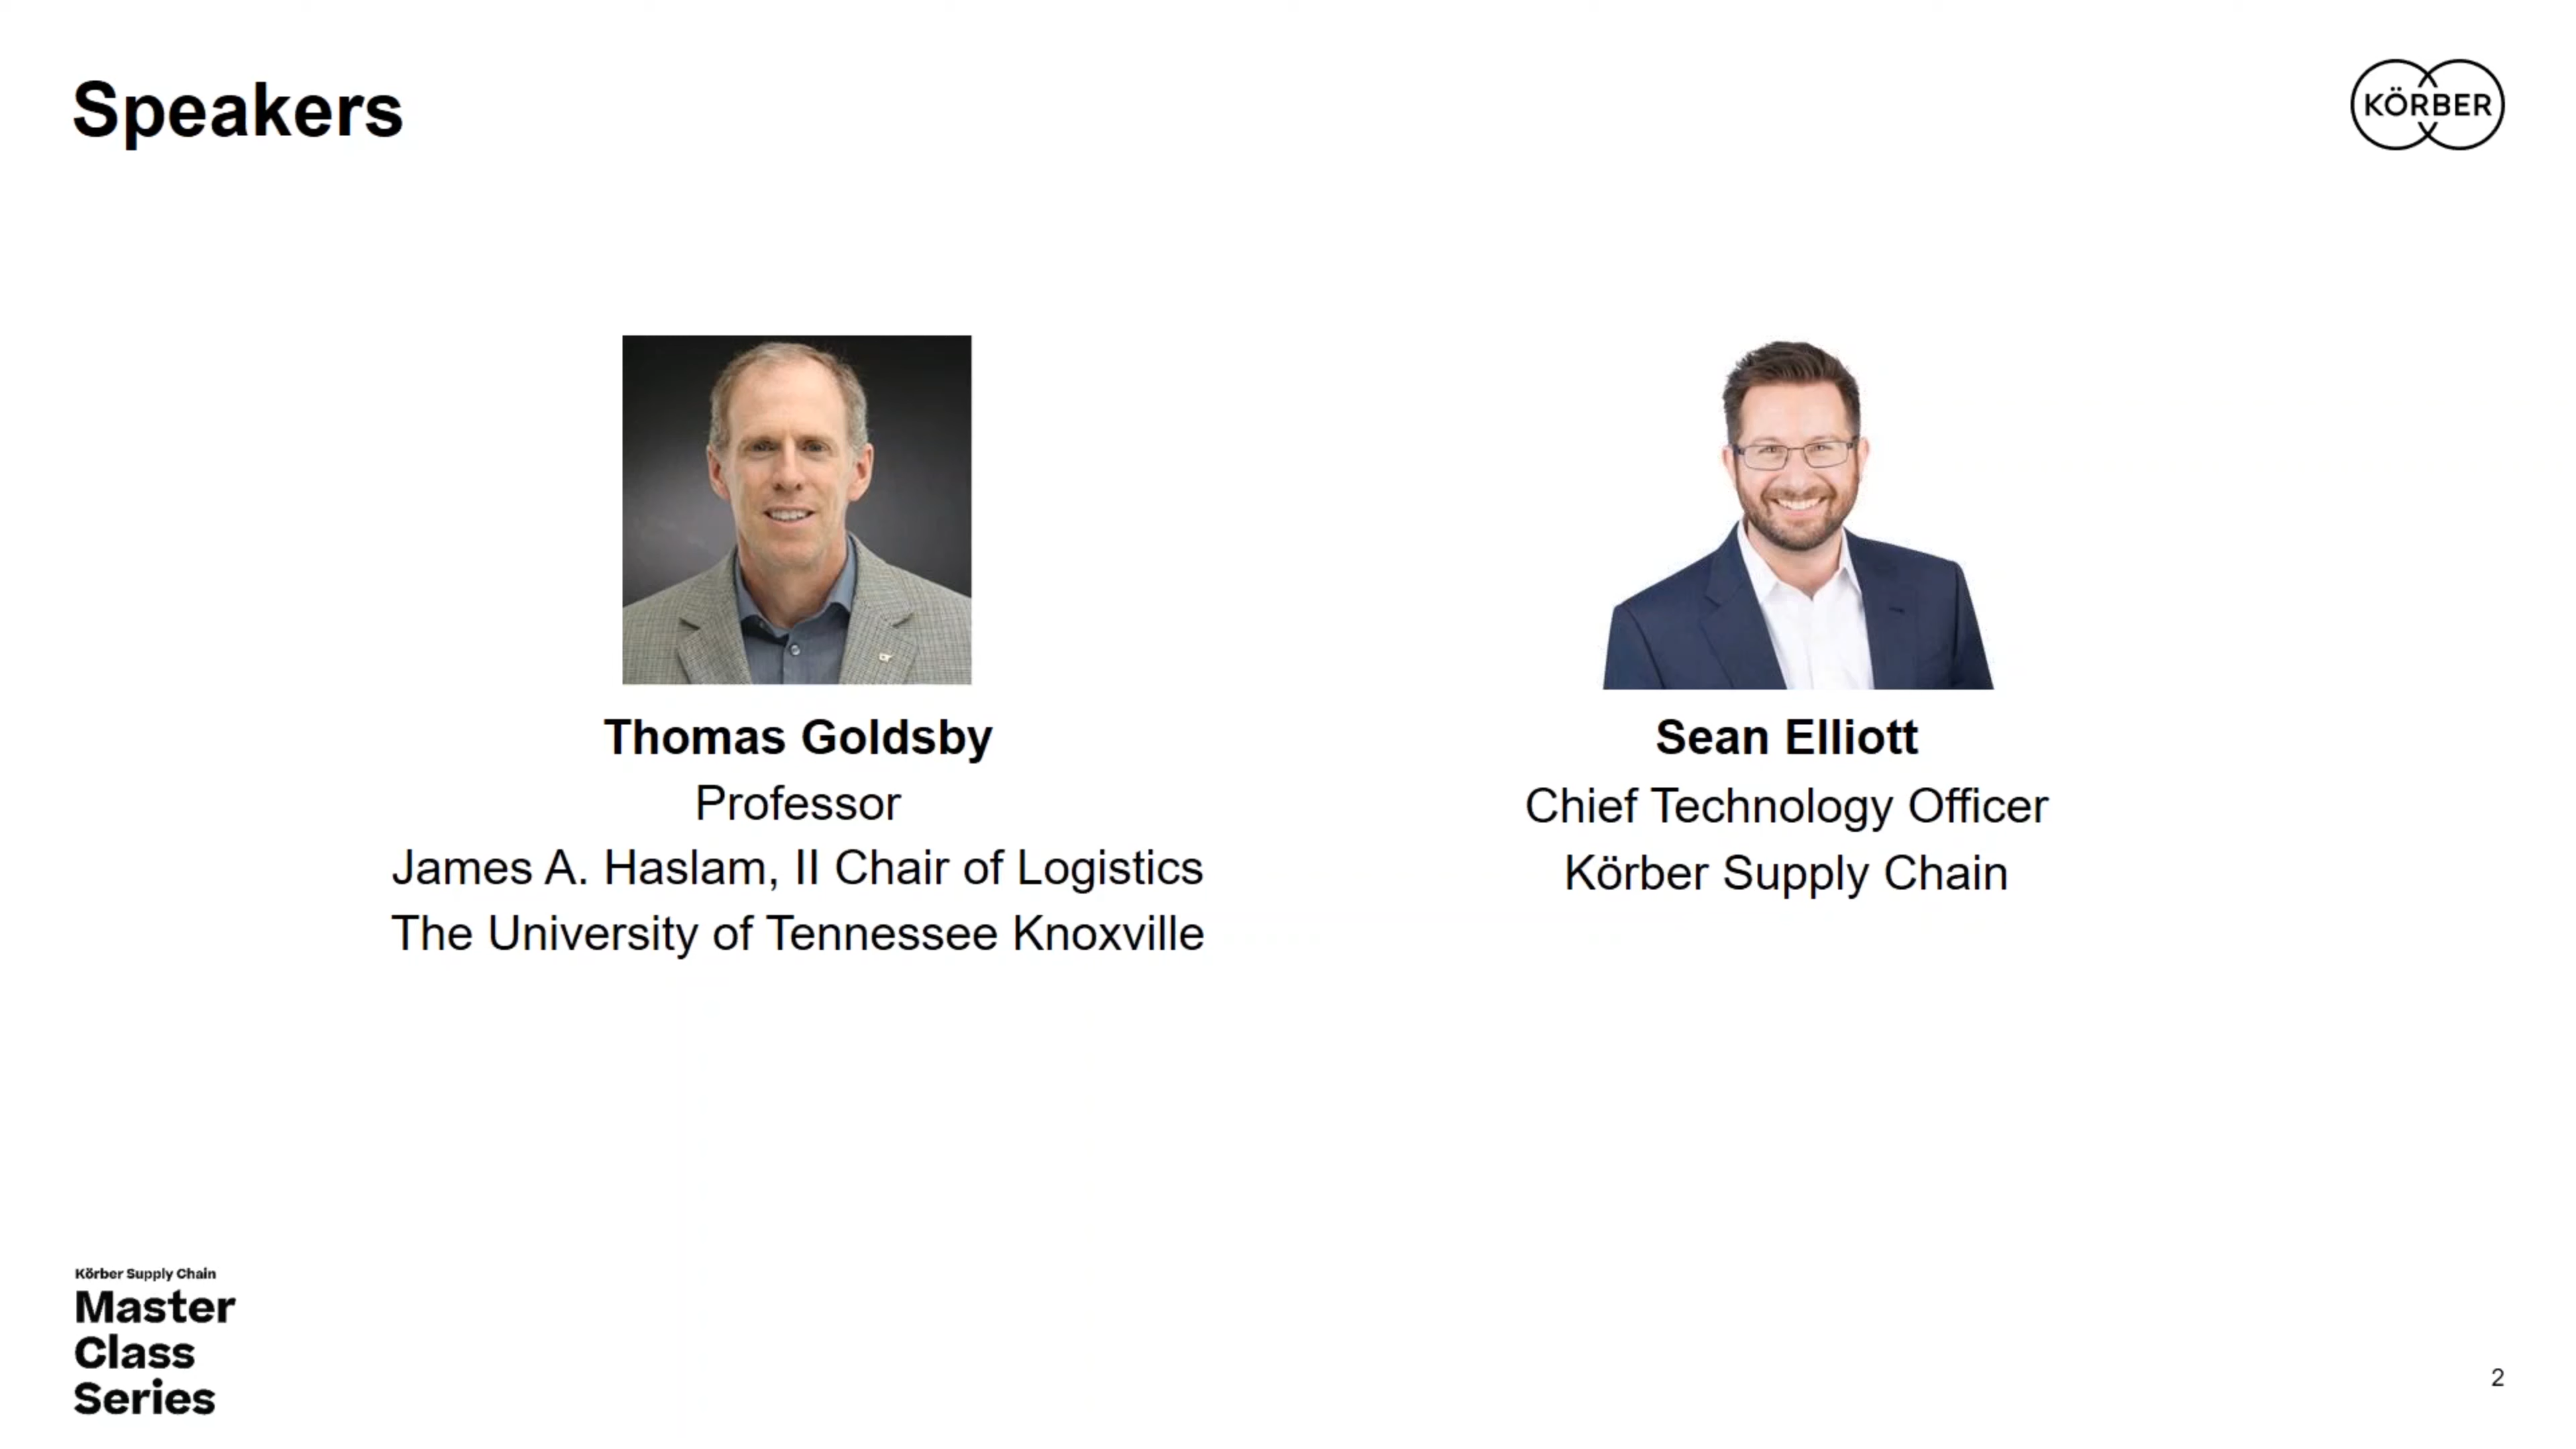 Speakers
KÖRBER
Thomas Goldsby
Professor
James A. Haslam, II Chair of Logistics
The University of Tennessee Knoxville
Sean Elliott
Chief Technology Officer
Körber Supply Chain
Körber Supply Chain
Master
Class
Series
2